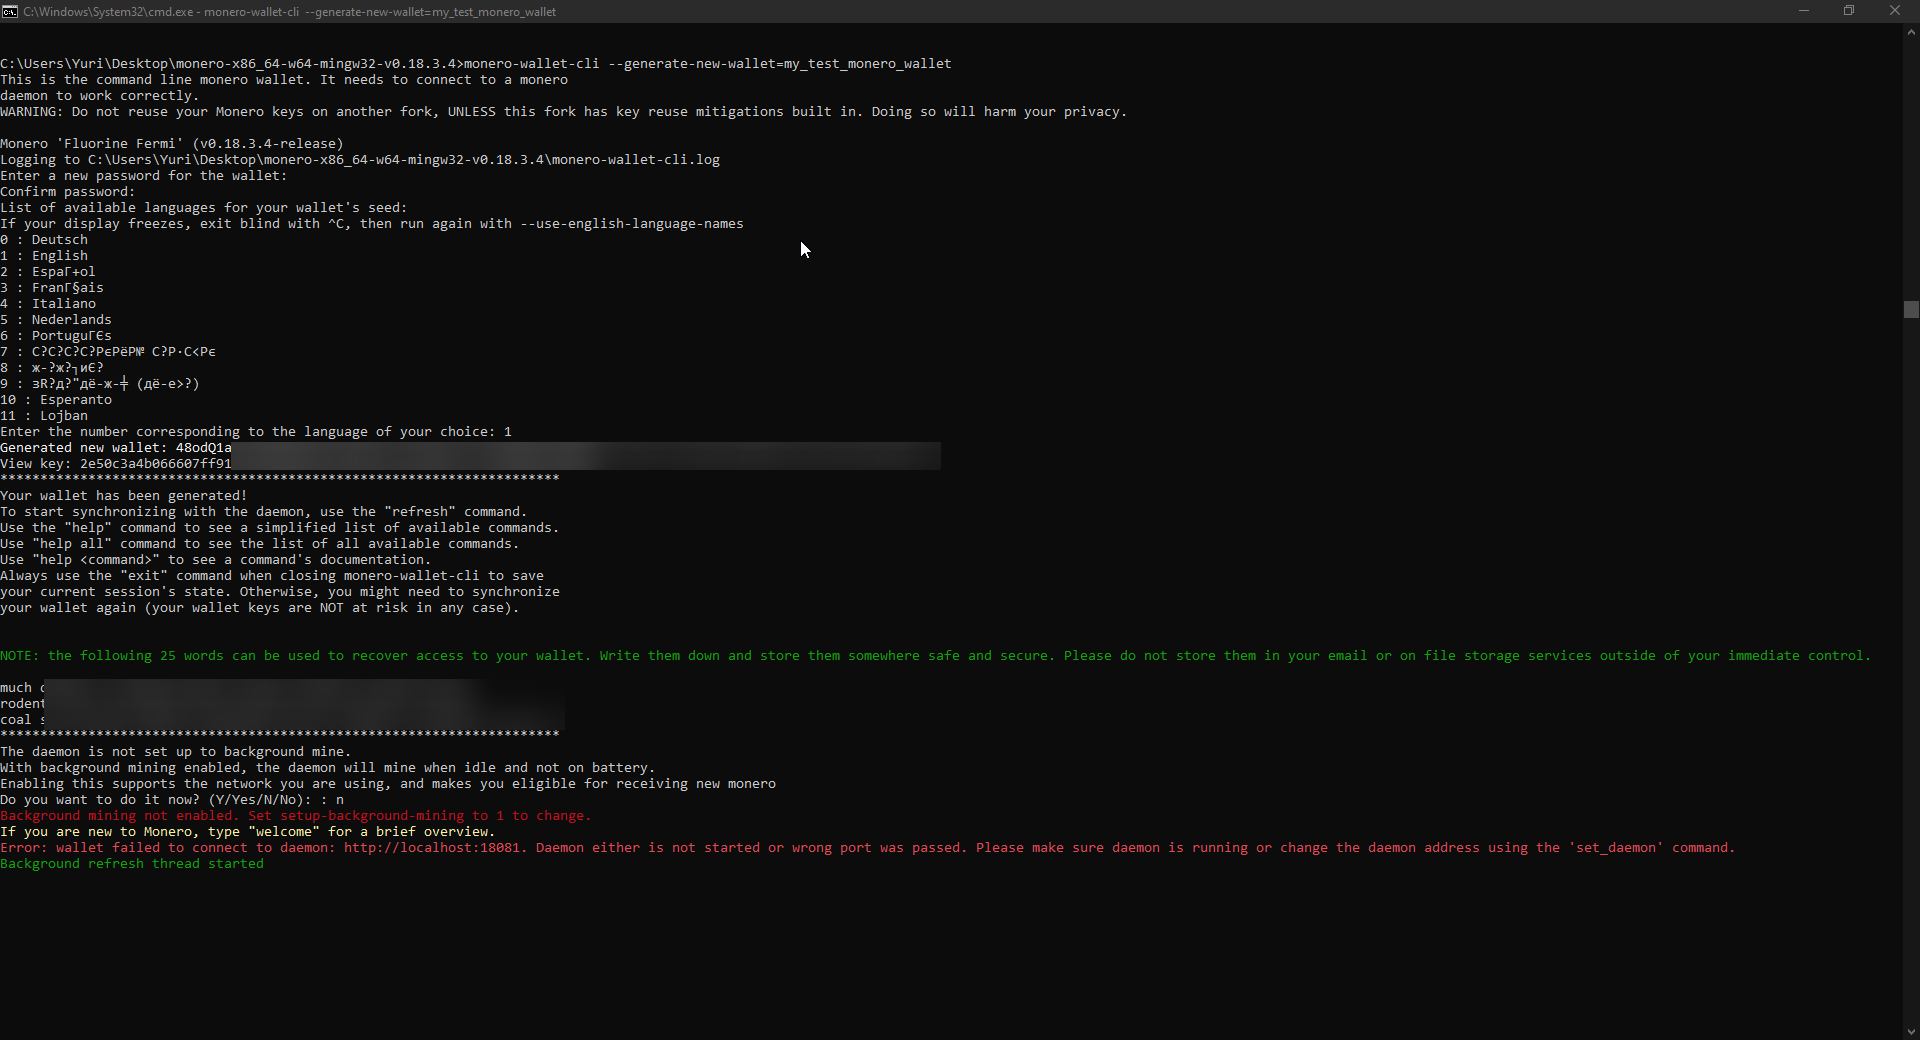 C:\Windows\System32\cmd.exe - monero-wallet-cli --generate-new-wallet=my_test_monero_wallet
C:\Users\Yuri\Desktop\monero-x86_64-w64-mingw32-v0.18.3.4>monero-wallet-cli --generate-new-wallet=my_test_monero_wallet
This is the command line monero wallet. It needs to connect to a monero
daemon to work correctly.
WARNING: Do not reuse your Monero keys on another fork, UNLESS this fork has key reuse mitigations built in. Doing so will harm your privacy.
Monero 'Fluorine Fermi' (v0.18.3.4-release)
Logging to C:\Users\Yuri\Desktop\monero-x86_64-w64-mingw32-v0.18.3.4\monero-wallet-cli.log
Enter a new password for the wallet:
Confirm password:
List of available languages for your wallet's seed:
If your display freezes, exit blind with ^C, then run again with --use-english-language-names
0 : Deutsch
1 : English
2 : EspaГ+ol
3 : FranГ§ais
4 : Italiano
5 : Nederlands
6 : PortuguГЄs
7 : С?С?С?С?РєРёР№ С?Р·С<Рє
8 : ж-?ж?┐иЄ?
9 : зR?д?"дё-ж-╪ (дё-е>?)
10 : Esperanto
11 : Lojban
Enter the number corresponding to the language of your choice: 1
Generated new wallet: 48odQ1a
View key: 2e50c3a4b066607ff91
**********************************************************************
Your wallet has been generated!
To start synchronizing with the daemon, use the "refresh" command.
Use the "help" command to see a simplified list of available commands.
Use "help all" command to see the list of all available commands.
Use "help <command>" to see a command's documentation.
Always use the "exit" command when closing monero-wallet-cli to save
your current session's state. Otherwise, you might need to synchronize
your wallet again (your wallet keys are NOT at risk in any case).
NOTE: the following 25 words can be used to recover access to your wallet. Write them down and store them somewhere safe and secure. Please do not store them in your email or on file storage services outside of your immediate control.
much
rodent
coal s
**********************************************************************
The daemon is not set up to background mine.
With background mining enabled, the daemon will mine when idle and not on battery.
Enabling this supports the network you are using, and makes you eligible for receiving new monero
Do you want to do it now? (Y/Yes/N/No): : n
Background mining not enabled. Set setup-background-mining to 1 to change.
If you are new to Monero, type "welcome" for a brief overview.
Error: wallet failed to connect to daemon: http://localhost:18081. Daemon either is not started or wrong port was passed. Please make sure daemon is running or change the daemon address using the 'set_daemon' command.
Background refresh thread started